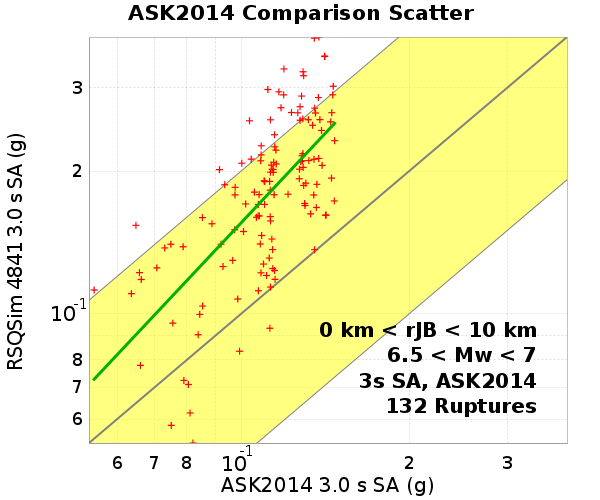 ASK2014 Comparison Scatter
RSQSim 4841 3.0 s SA (g)
3
2
10-1
8
7
6
0 km < rJB < 10 km
6.5 < Mw < 7
3s SA, ASK2014
132 Ruptures
6 7 8 10-1 2 3
ASK2014 3.0 s SA (g)